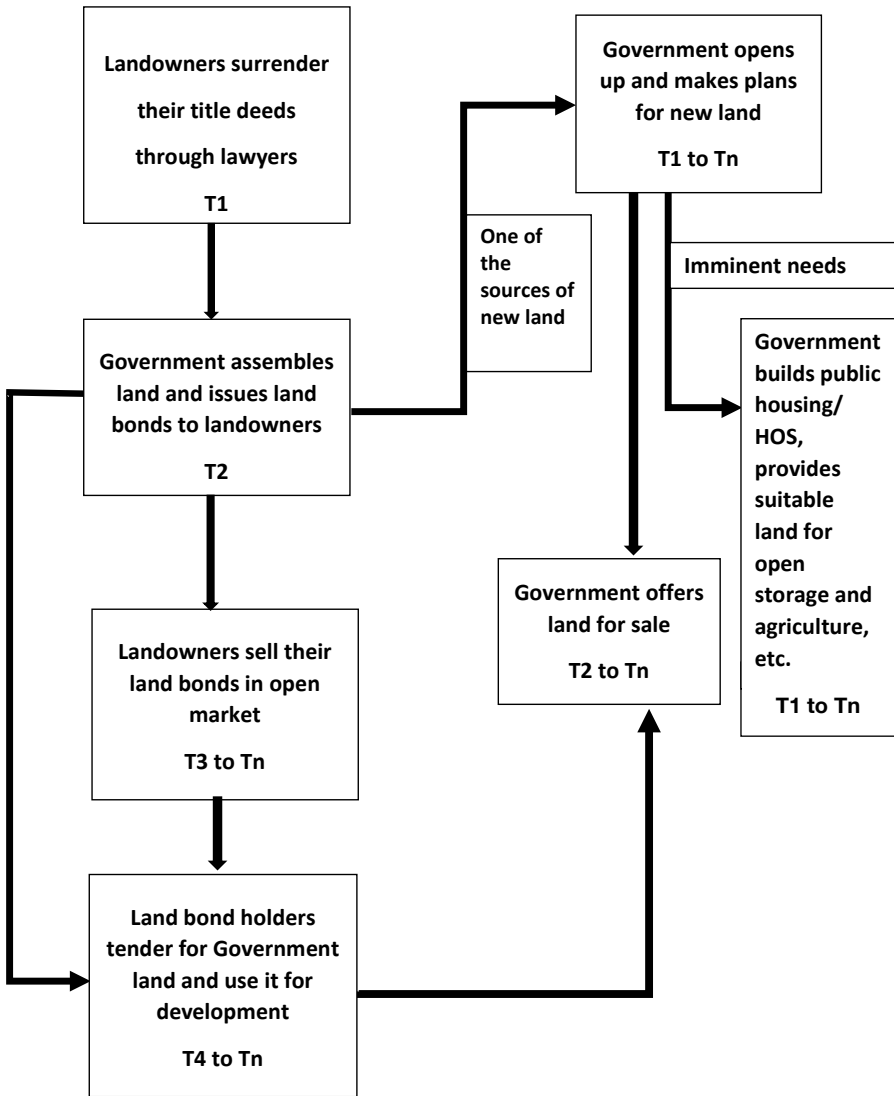 Landowners surrender
their title deeds
through lawyers
T1
Government opens
up and makes plans
for new land
T1 to Tn
One of
the
sources of
new land
Imminent needs
Government assembles
land and issues land
bonds to landowners
T2
Government
builds public
housing/
HOS,
provides
suitable
land for
open
storage and
agriculture,
etc.
T1 to Tn
Government offers
land for sale
T2 to Tn
Landowners sell their
land bonds in open
market
T3 to Tn
Land bond holders
tender for Government
land and use it for
development
T4 to Tn